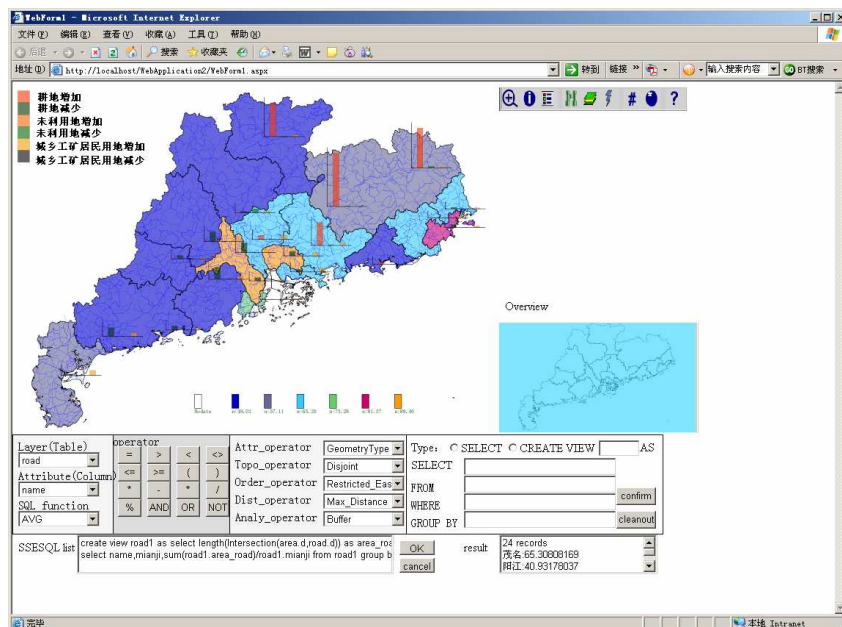 WebForm1 - Microsoft Internet Explorer
文件(F) 编辑(E) 查看(V) 收藏(A) 工具(T) 帮助(H)
后退 搜索 收藏夹
地址(D) http://localhost/WebApplication2/WebForm1.aspx 转到 链接 » 输入搜索内容 GO BT搜索
耕地增加
耕地减少
未利用地增加
未利用地减少
城乡工矿居民用地增加
城乡工矿居民用地减少
Overview
Nodata
Layer(Table)
road
Attribute(Column)
name
SQL function
AVG
operator
= > < <>
<= >= ( )
* - * /
% AND OR NOT
Attr_operator GeometryType
Topo_operator Disjoint
Order_operator Restricted_Eas
Dist_operator Max_Distance
Analy_operator Buffer
Type: SELECT CREATE VIEW AS
SELECT
FROM
WHERE
GROUP BY
confirm
cleanout
SSESQL list
create view road1 as select length(Intersection(area.d,road.d)) as area_roa
select name,mianji,sum(road1.area_road)/road1.mianji from road1 group b
OK
cancel
result
24 records
茂名:65.30808169
阳江:40.93178037
完毕 本地 Intranet